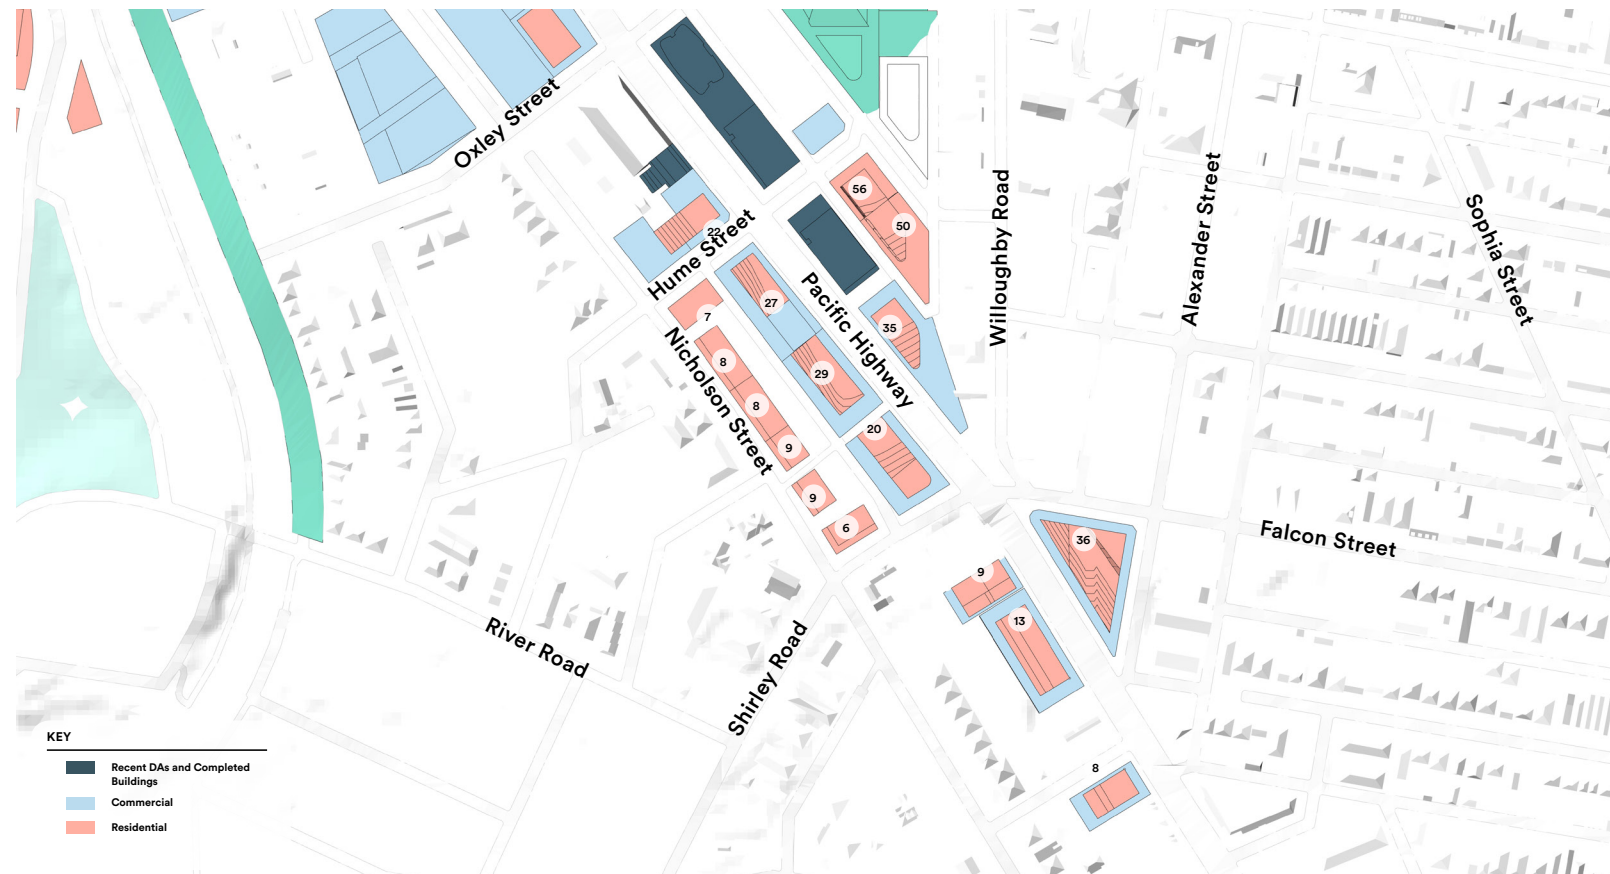 Oxley Street
56
50
22
Hume Street
Willoughby Road
Alexander Street
Sophia Street
27
7
Pacific Highway
35
Nicholson Street
8
29
8
20
9
9
6
36
Falcon Street
9
13
River Road
Shirley Road
8
KEY
Recent DAs and Completed
Buildings
Commercial
Residential